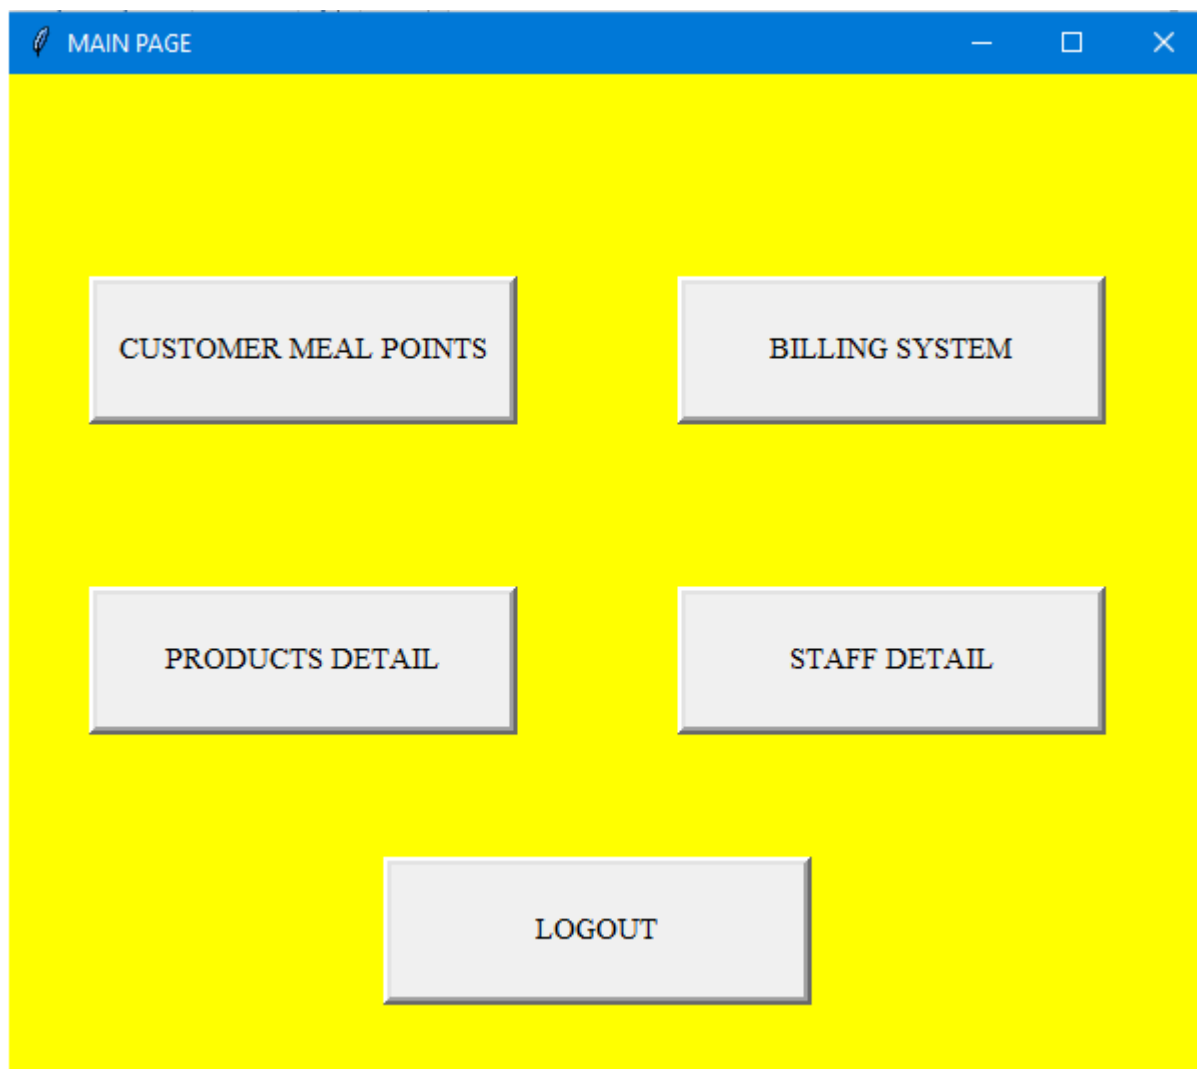 MAIN PAGE
CUSTOMER MEAL POINTS
BILLING SYSTEM
PRODUCTS DETAIL
STAFF DETAIL
LOGOUT